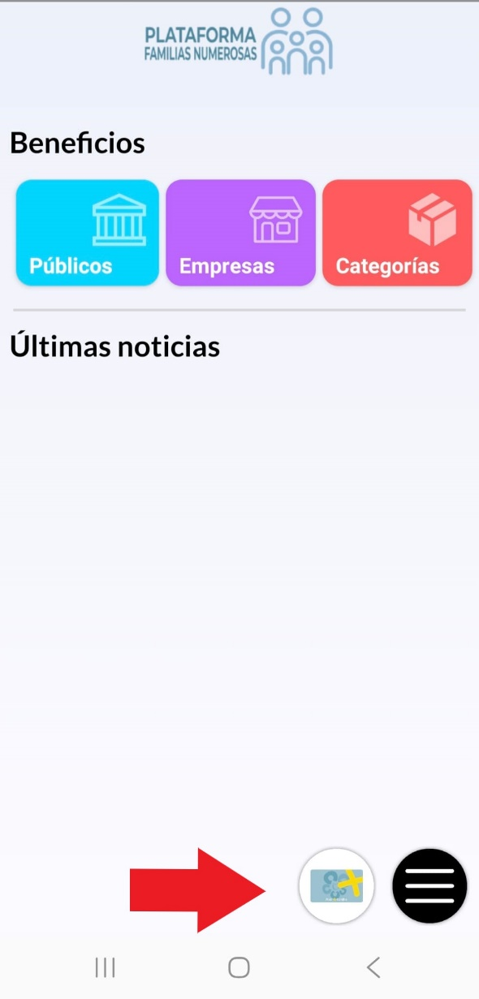 PLATAFORMA
FAMILIAS NUMEROSAS
Beneficios
Públicos
Empresas
Categorías
Últimas noticias